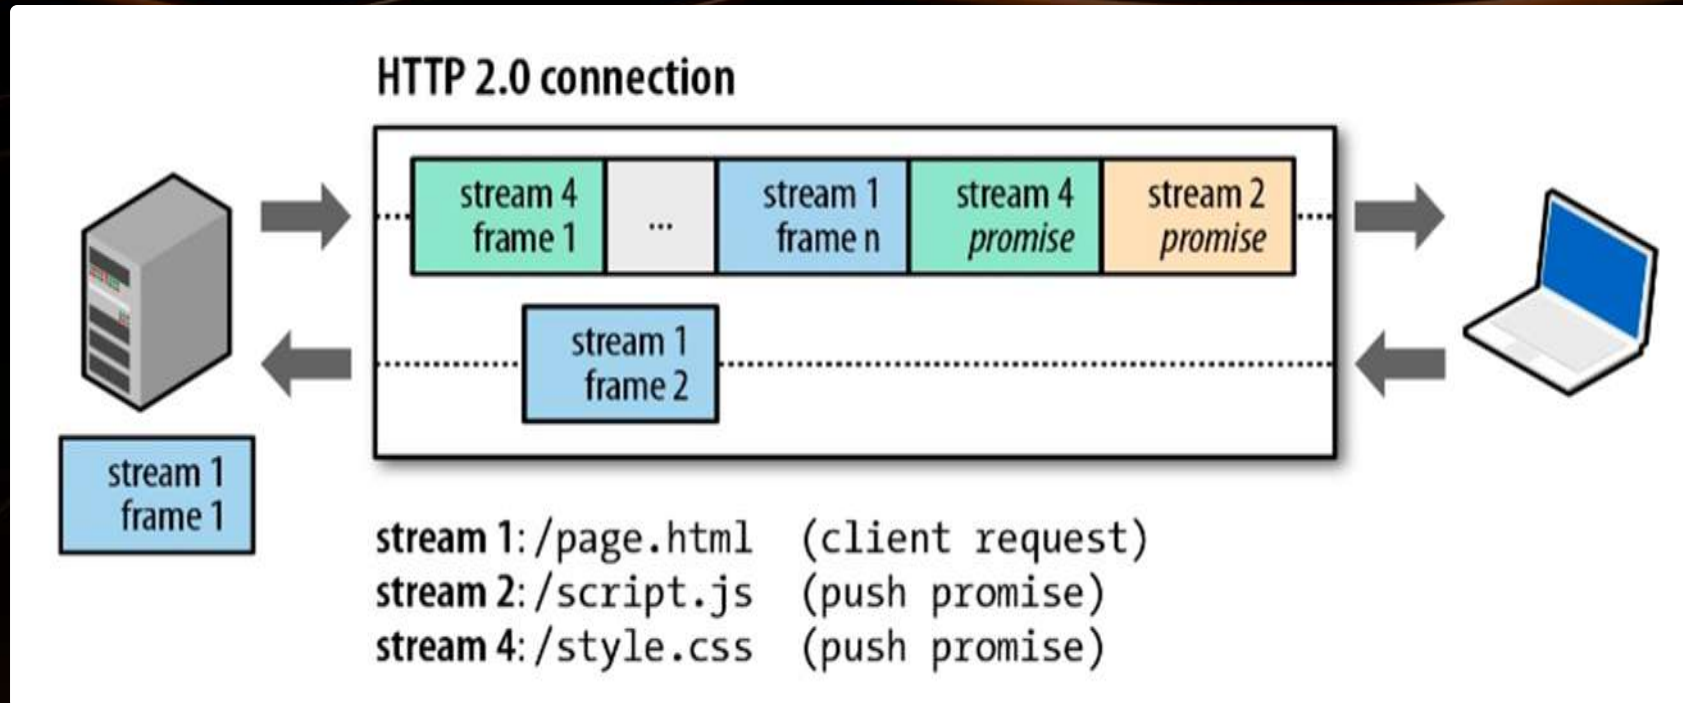 HTTP 2.0 connection
stream 4
frame 1
...
stream 1
frame n
stream 4
promise
stream 2
promise
stream 1
frame 2
stream 1
frame 1
stream 1: /page.html (client request)
stream 2: /script.js (push promise)
stream 4: /style.css (push promise)